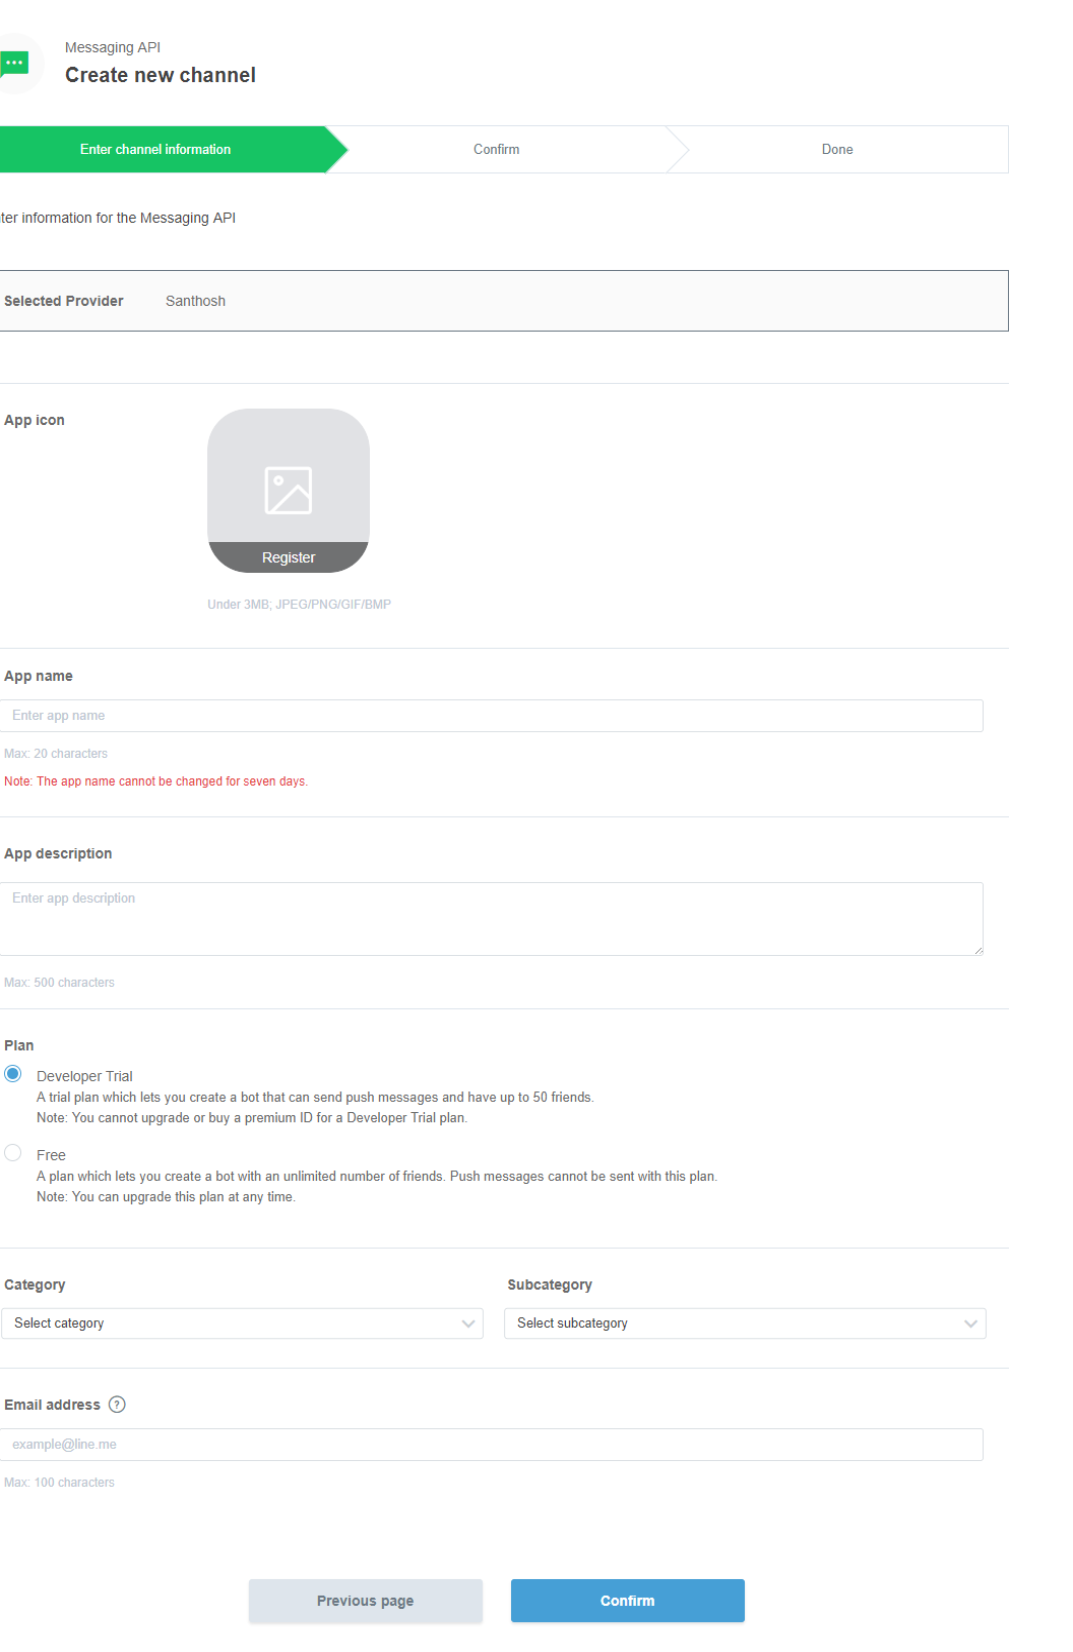 Messaging API
Create new channel
Enter channel information
Confirm
Done
information for the Messaging API
Selected Provider
Santhosh
App icon
Register
Under 3MB; JPEG/PNG/GIF/BMP
App name
Enter app name
Max: 20 characters
Note: The app name cannot be changed for seven days.
App description
Enter app description
Max: 500 characters
Plan
Developer Trial
A trial plan which lets you create a bot that can send push messages and have up to 50 friends.
Note: You cannot upgrade or buy a premium ID for a Developer Trial plan.
Free
A plan which lets you create a bot with an unlimited number of friends. Push messages cannot be sent with this plan.
Note: You can upgrade this plan at any time.
Category
Subcategory
Select category
Select subcategory
Email address ?
example@line.me
Max: 100 characters
Previous page
Confirm